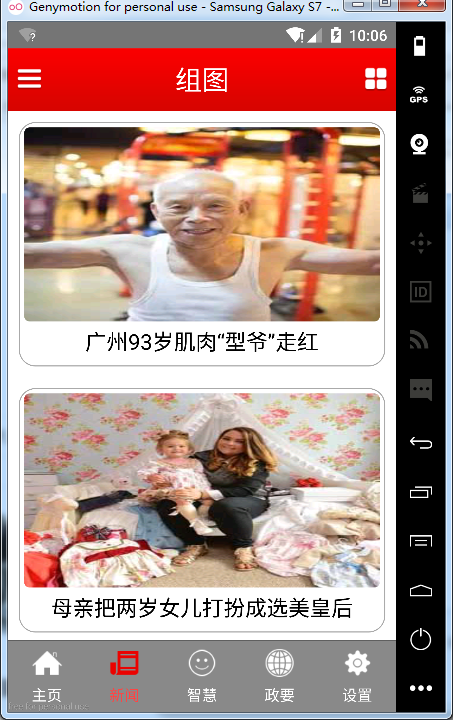 Genymotion for personal use - Samsung Galaxy S7 -...
10:06
组图
GPS
广州93岁肌肉“型爷”走红
ID
母亲把两岁女儿打扮成选美皇后
主页
新闻
智慧
政要
设置